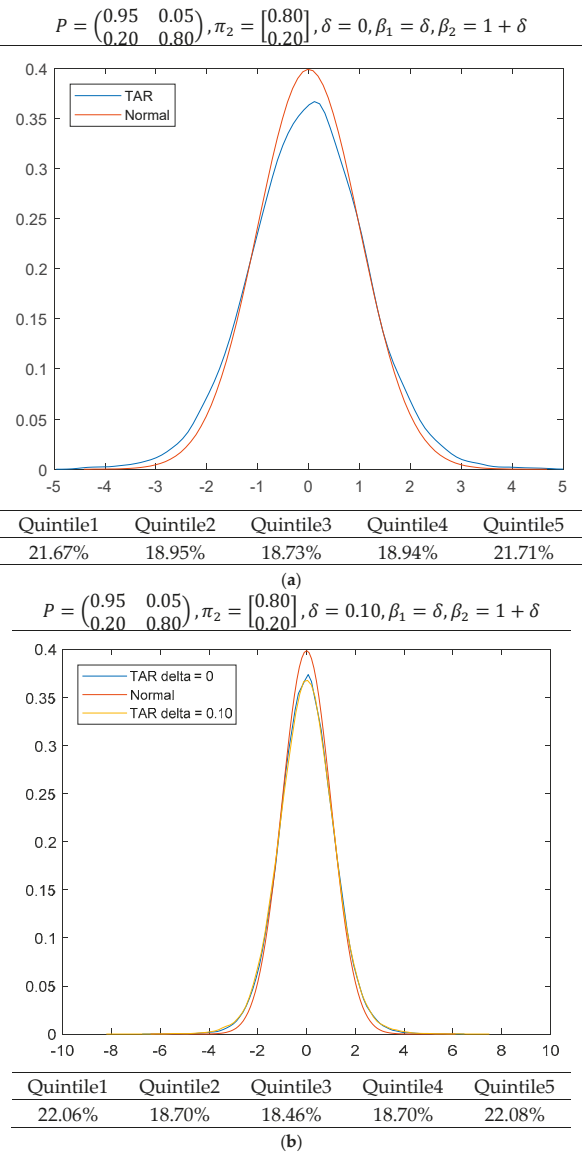 P = (0.95 0.05
0.20 0.80), π₂ = [0.80
0.20], δ = 0, β₁ = δ, β₂ = 1 + δ
0.4
TAR
Normal
0.35
0.3
0.25
0.2
0.15
0.1
0.05
0
-5 -4 -3 -2 -1 0 1 2 3 4 5
Quintile1 Quintile2 Quintile3 Quintile4 Quintile5
21.67% 18.95% 18.73% 18.94% 21.71%
(a)
P = (0.95 0.05
0.20 0.80), π₂ = [0.80
0.20], δ = 0.10, β₁ = δ, β₂ = 1 + δ
0.4
TAR delta = 0
Normal
TAR delta = 0.10
0.35
0.3
0.25
0.2
0.15
0.1
0.05
0
-10 -8 -6 -4 -2 0 2 4 6 8 10
Quintile1 Quintile2 Quintile3 Quintile4 Quintile5
22.06% 18.70% 18.46% 18.70% 22.08%
(b)